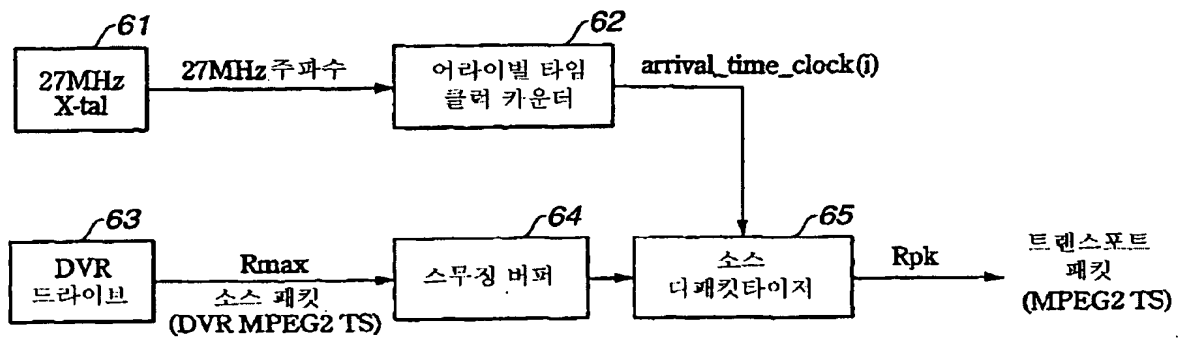 61
27MHz
X-tal
27MHz 주파수
62
어라이벌 타임
클럭 카운터
arrival_time_clock(i)
63
DVR
드라이브
Rmax
소스 패킷
(DVR MPEG2 TS)
64
스무징 버퍼
65
소스
디패킷타이저
Rpk
트랜스포트
패킷
(MPEG2 TS)